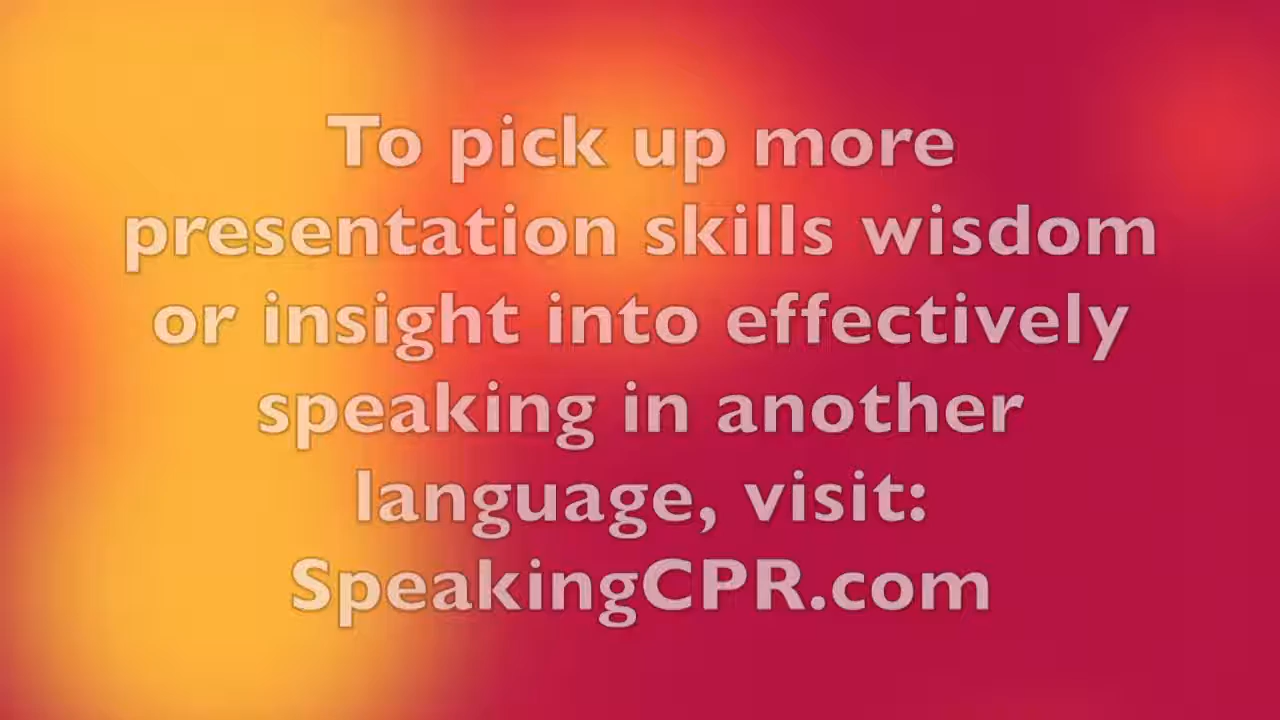 To pick up more
presentation skills wisdom
or insight into effectively
speaking in another
language, visit:
SpeakingCPR.com